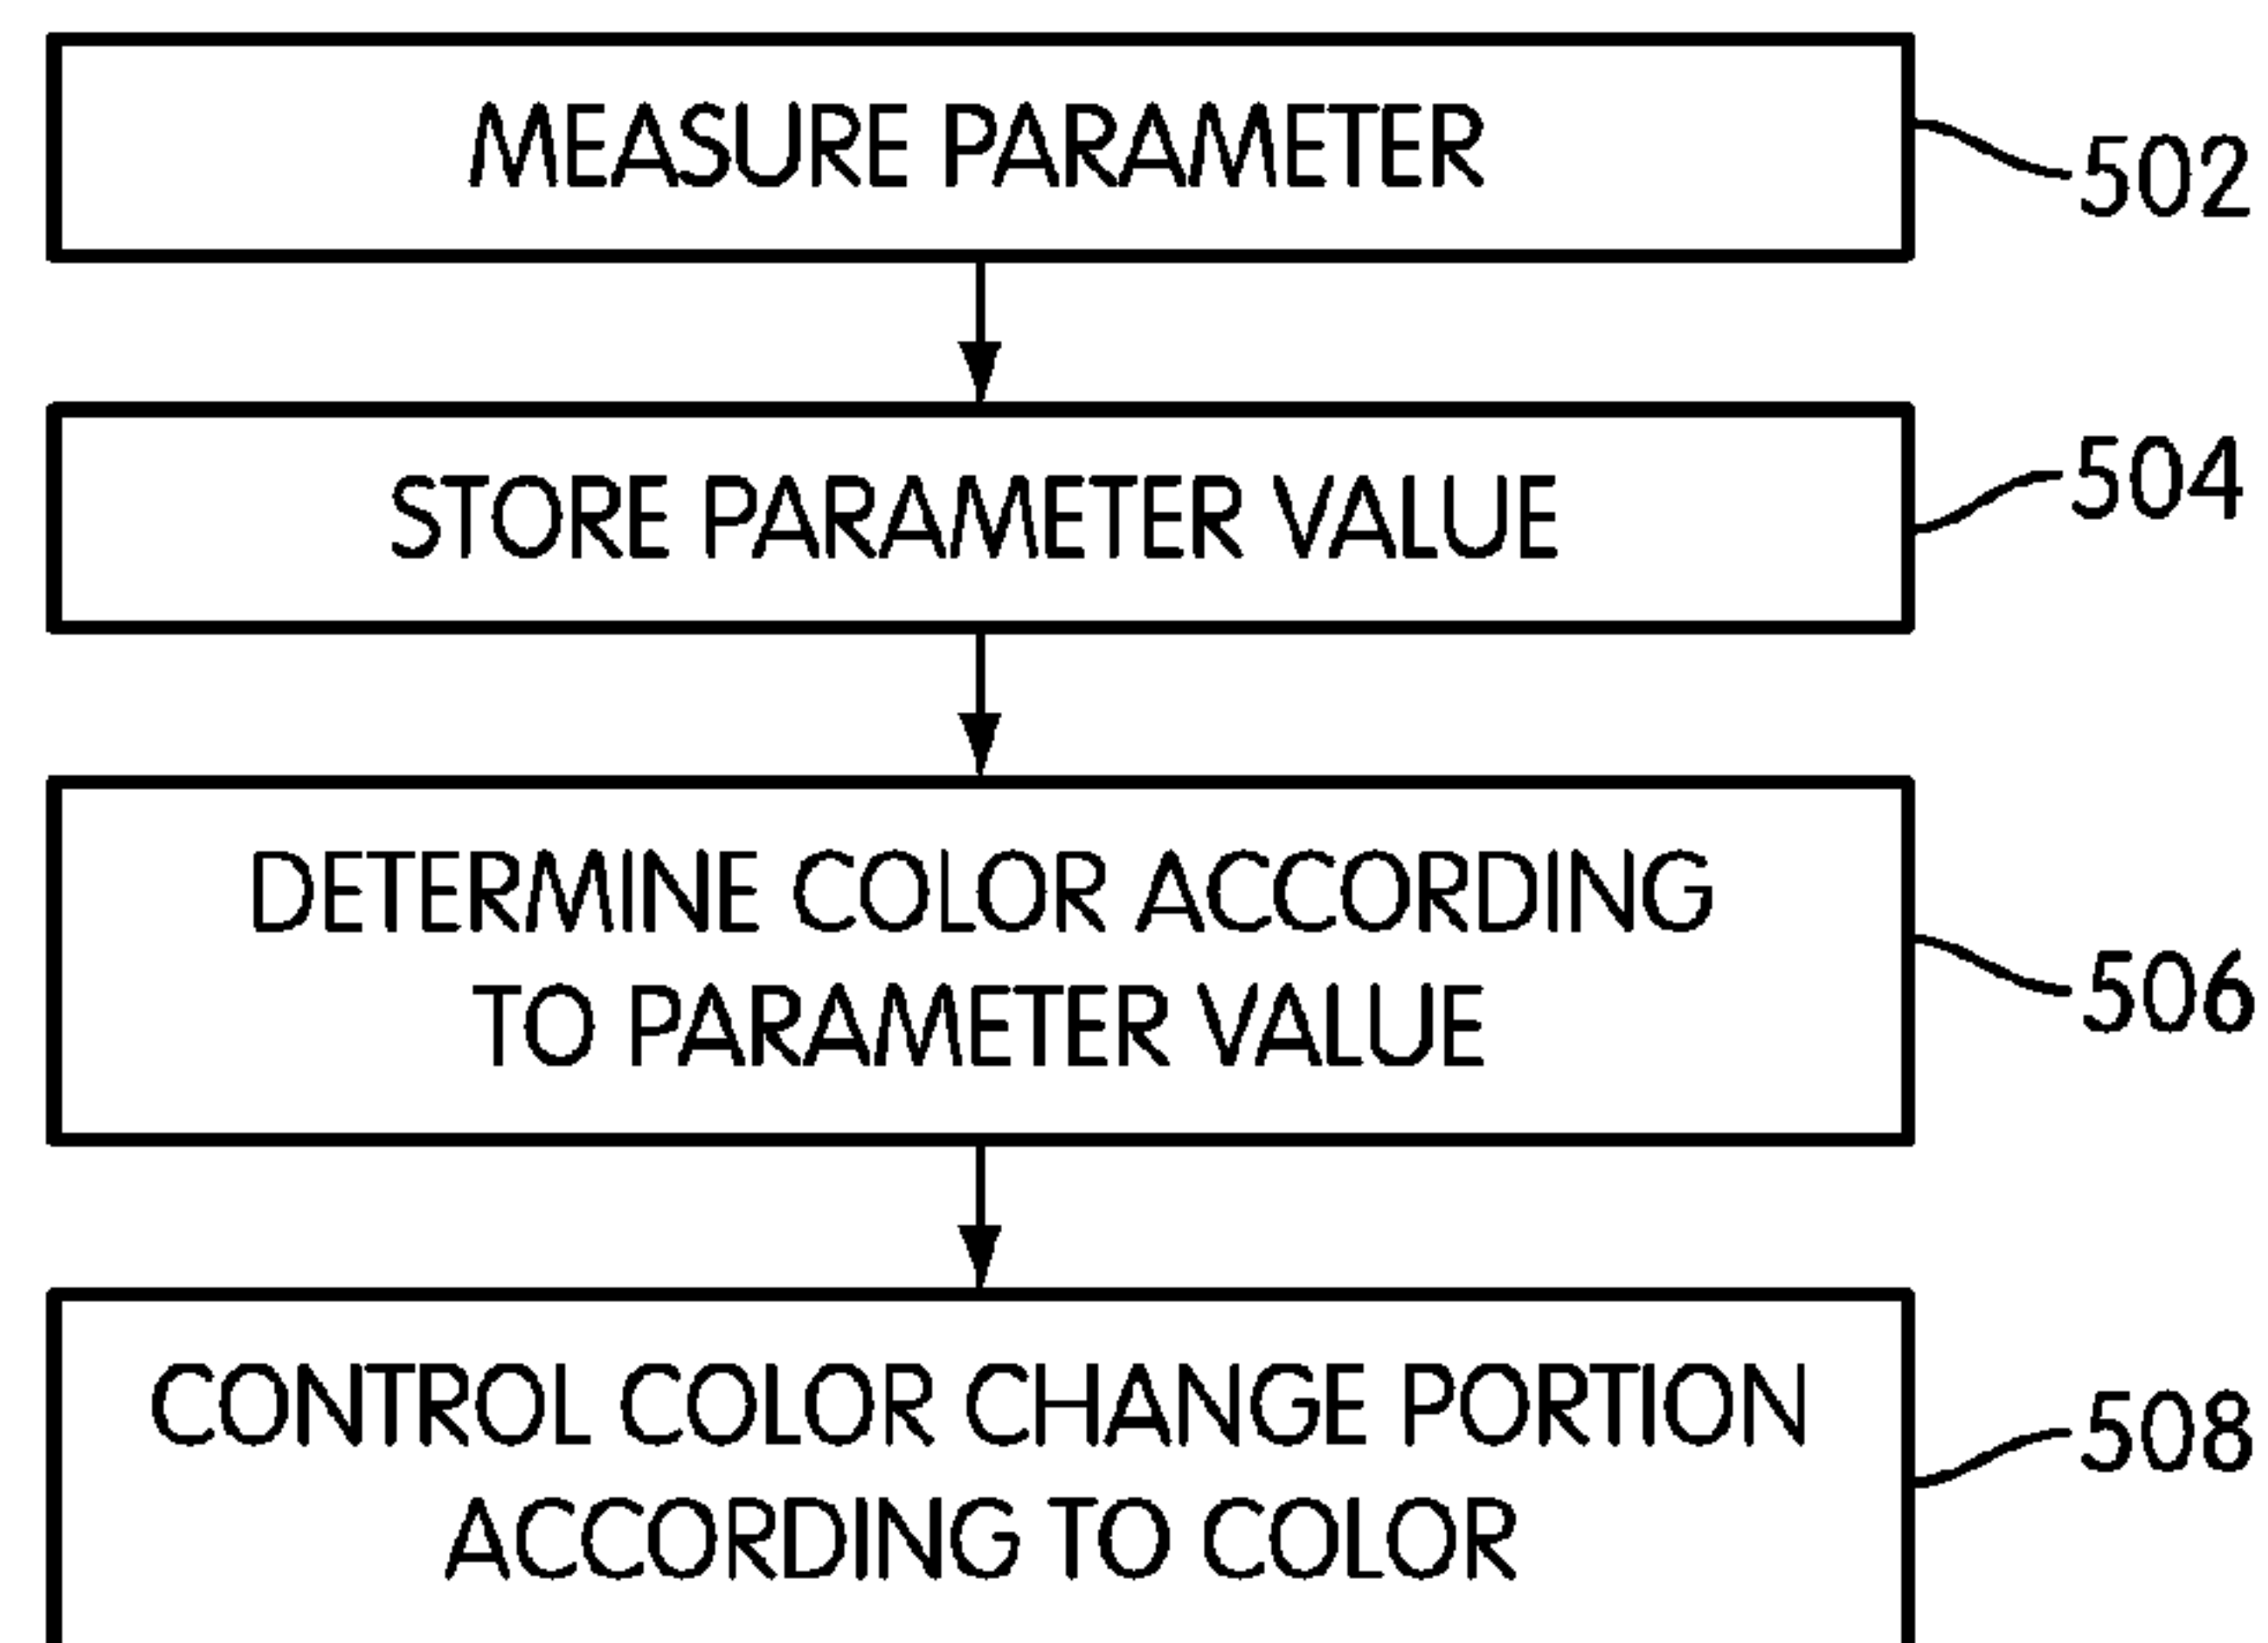 MEASURE PARAMETER
502
STORE PARAMETER VALUE
504
DETERMINE COLOR ACCORDING
TO PARAMETER VALUE
506
CONTROL COLOR CHANGE PORTION
ACCORDING TO COLOR
508